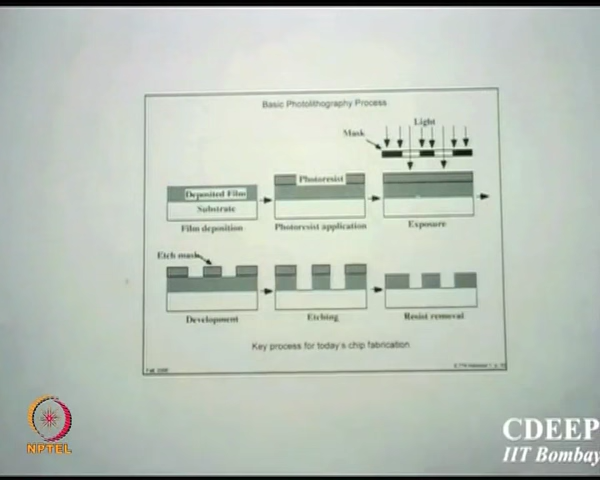 Basic Photolithography Process
Light
Mask
Photoresist
Deposited Film
Substrate
Film deposition
Photoresist application
Exposure
Etch mask
Development
Etching
Resist removal
Key process for today's chip fabrication
NPTEL
CDEEP
IIT Bombay